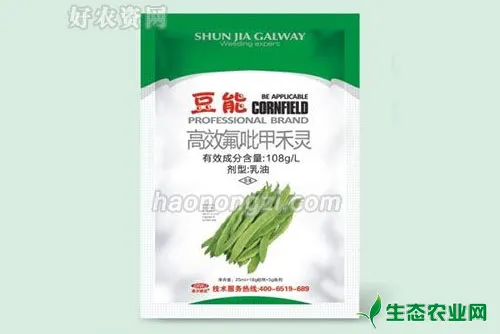 好农资网
SHUN JIA GALWAY
Weeding expert
豆能
BE APPLICABLE
CORNFIELD
PROFESSIONAL BRAND
高效氟吡甲禾灵
有效成分含量:108g/L
剂型:乳油
haonongzi.com
技术服务热线:400-6519-689
生态农业网